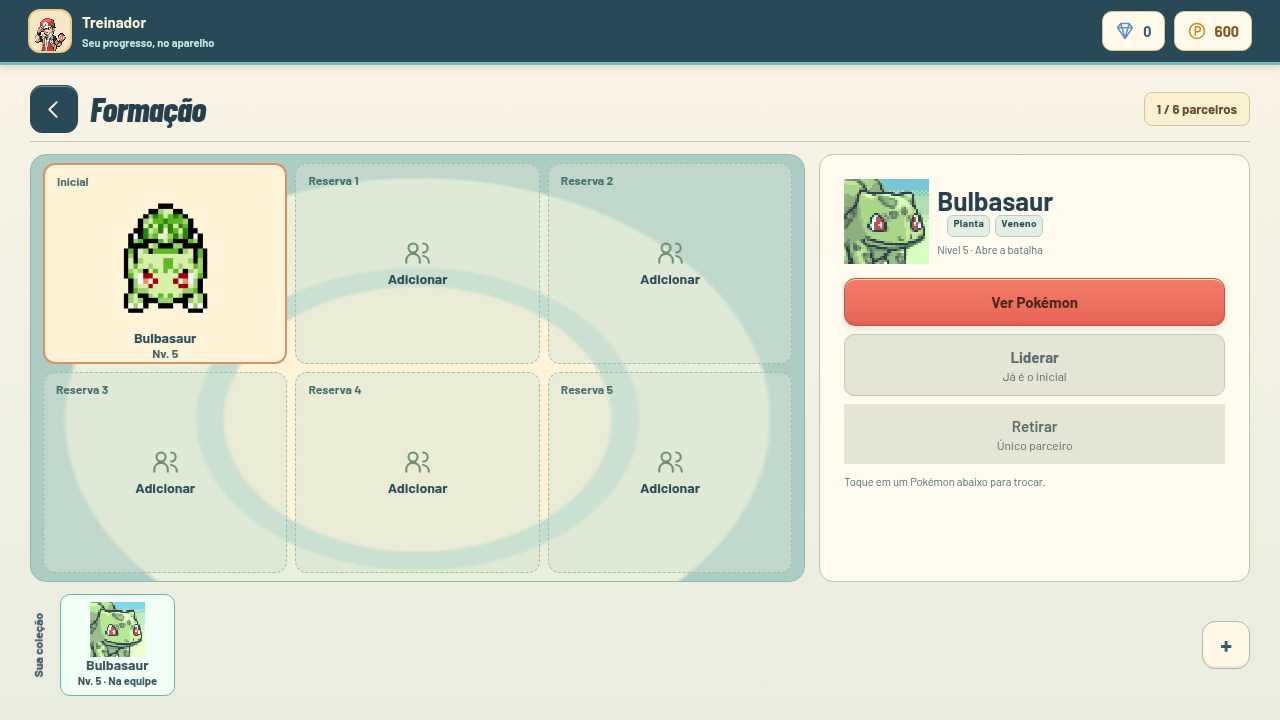 Treinador
Seu progresso, no aparelho
0
600
Formação
1 / 6 parceiros
Inicial
Bulbasaur
Nv. 5
Reserva 1
Adicionar
Reserva 2
Adicionar
Reserva 3
Adicionar
Reserva 4
Adicionar
Reserva 5
Adicionar
Bulbasaur
Planta
Veneno
Nível 5 · Abre a batalha
Ver Pokémon
Liderar
Já é o inicial
Retirar
Único parceiro
Toque em um Pokémon abaixo para trocar.
Sua coleção
Bulbasaur
Nv. 5 · Na equipe
+